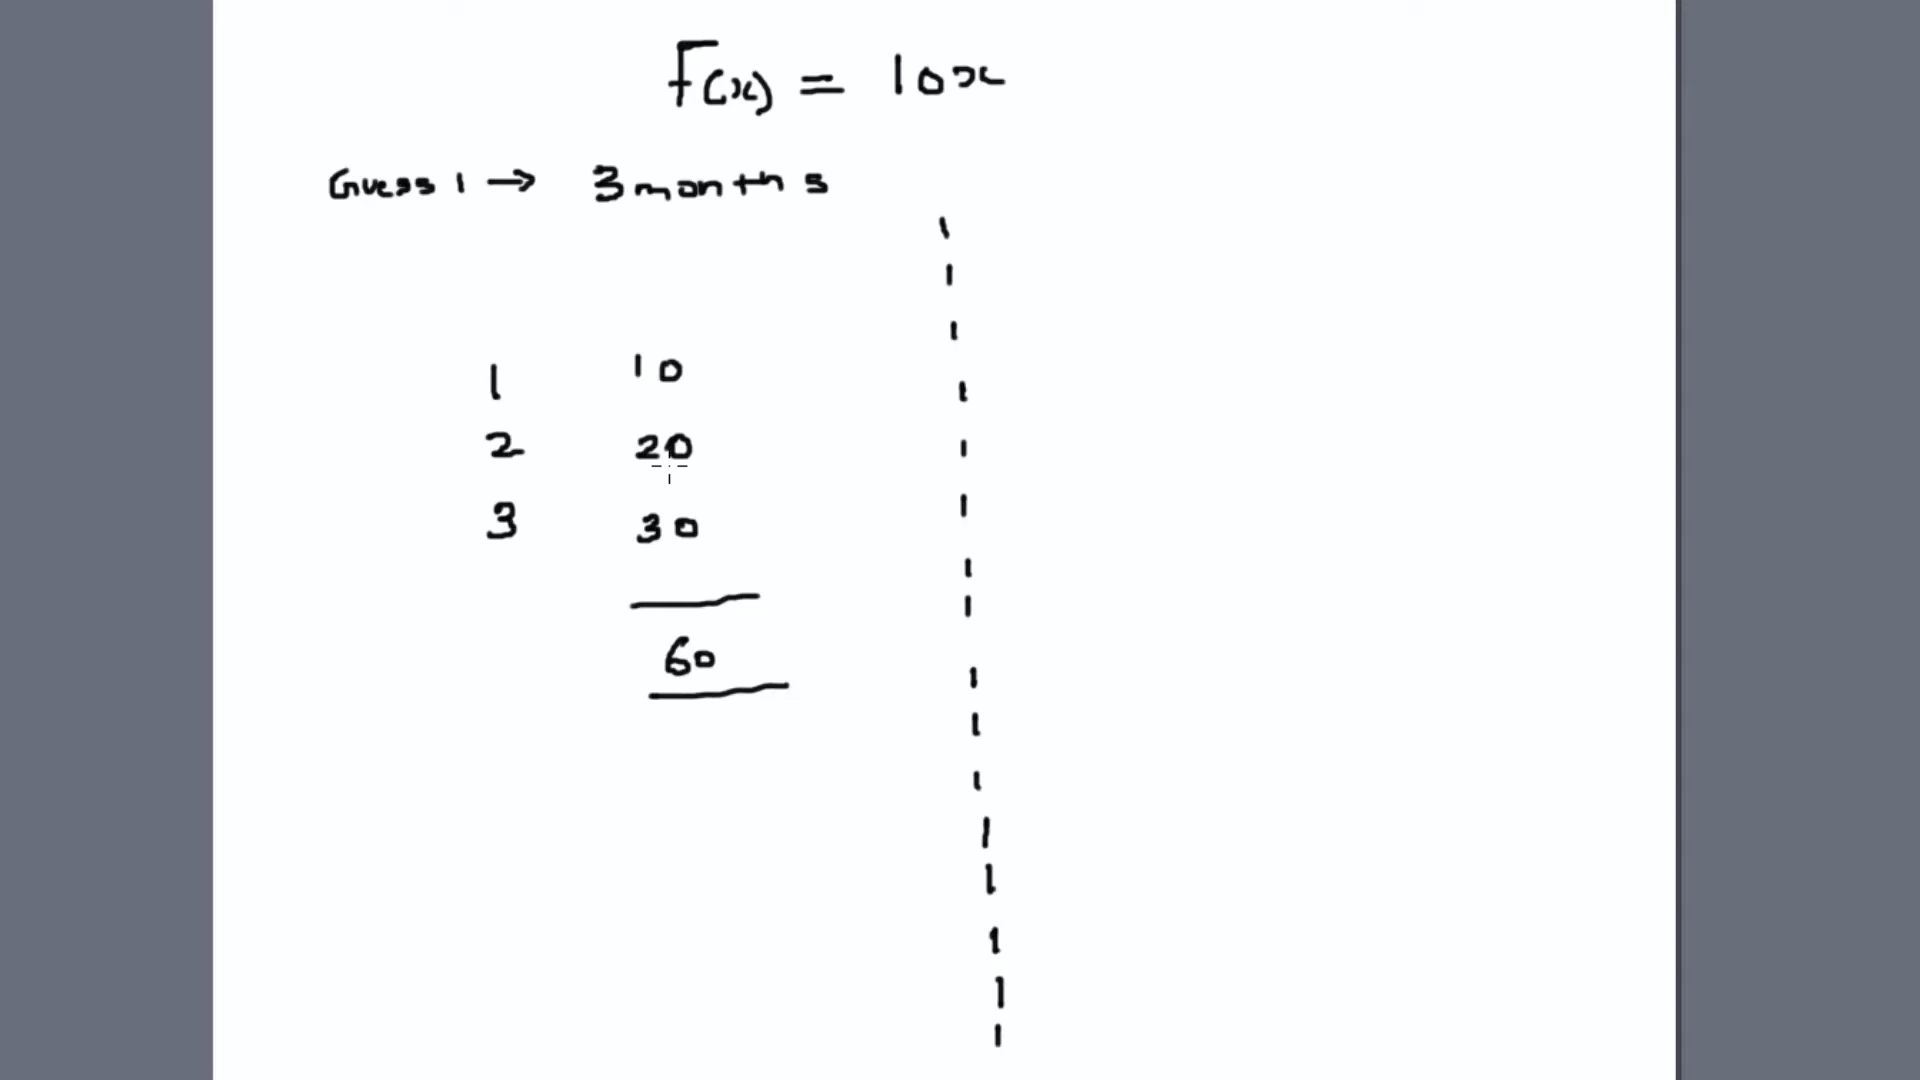 F(x) = 10x
Guess 1 → 3 months
1 10
2 20
3 30
60